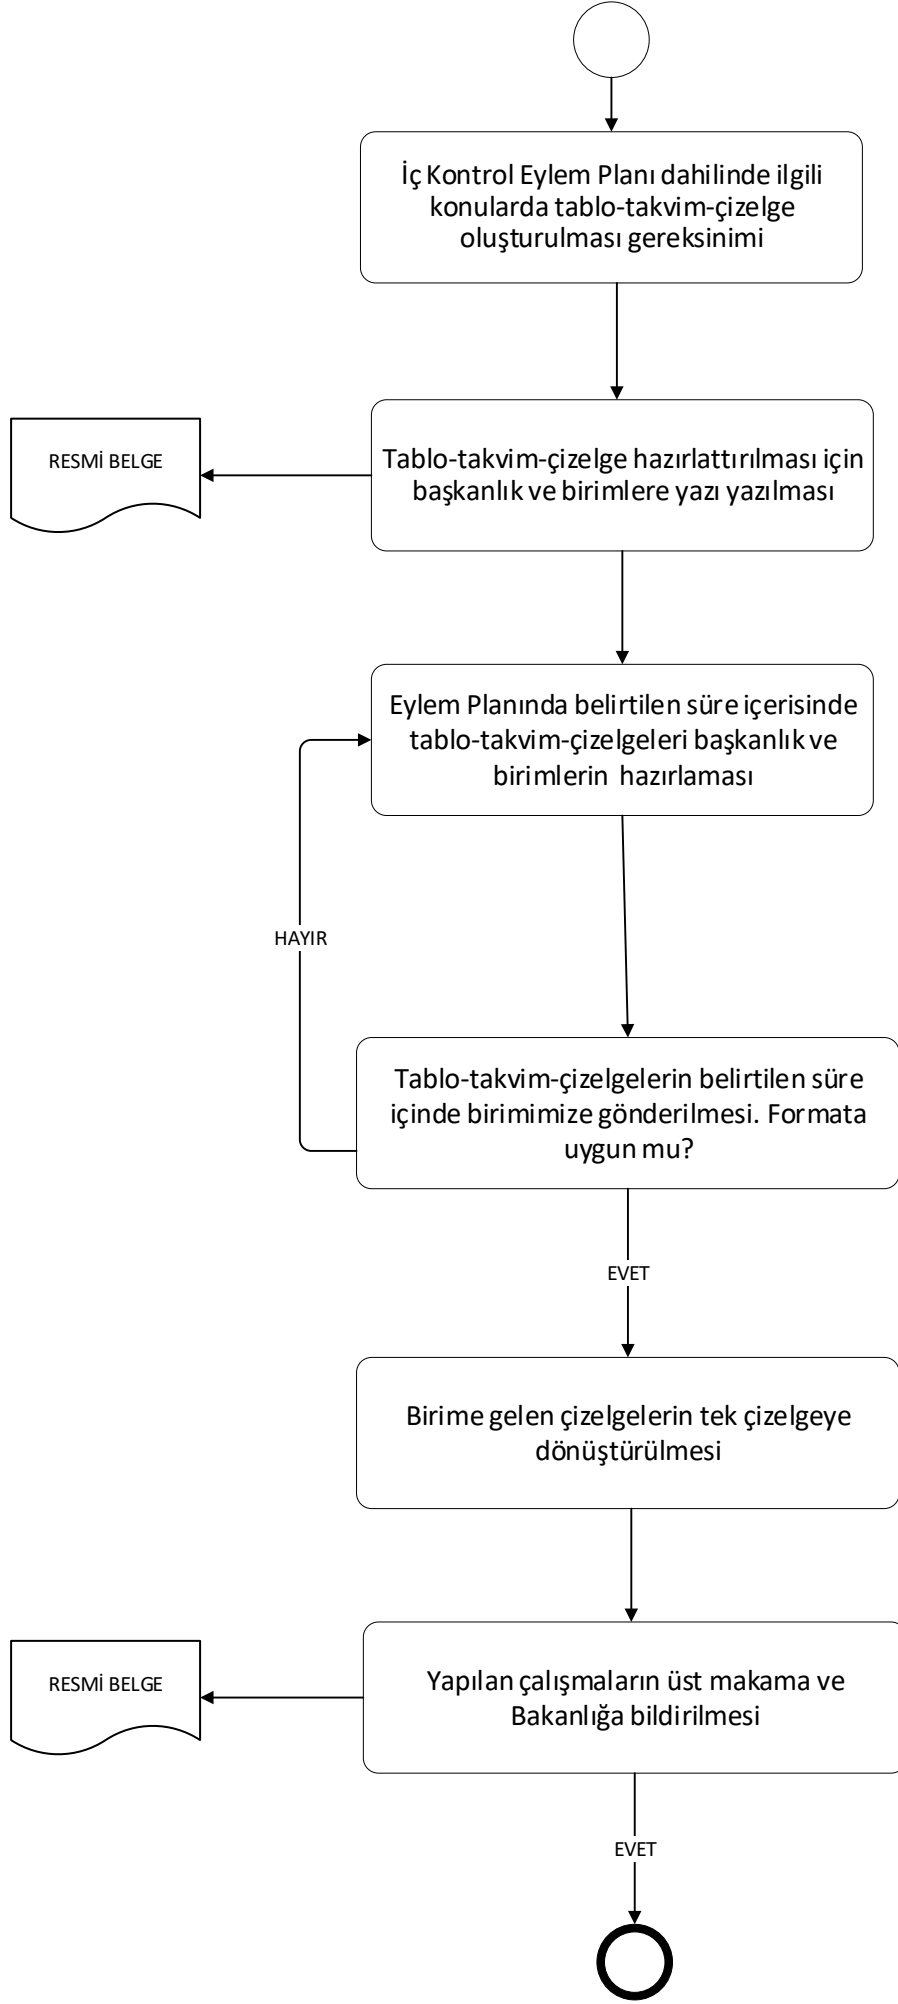 İç Kontrol Eylem Planı dahilinde ilgili
konularda tablo-takvim-çizelge
oluşturulması gereksinimi
RESMİ BELGE
Tablo-takvim-çizelge hazırlattırılması için
başkanlık ve birimlere yazı yazılması
Eylem Planında belirtilen süre içerisinde
tablo-takvim-çizelgeleri başkanlık ve
birimlerin hazırlaması
HAYIR
Tablo-takvim-çizelgelerin belirtilen süre
içinde birimimize gönderilmesi. Formata
uygun mu?
EVET
Birime gelen çizelgelerin tek çizelgeye
dönüştürülmesi
RESMİ BELGE
Yapılan çalışmaların üst makama ve
Bakanlığa bildirilmesi
EVET